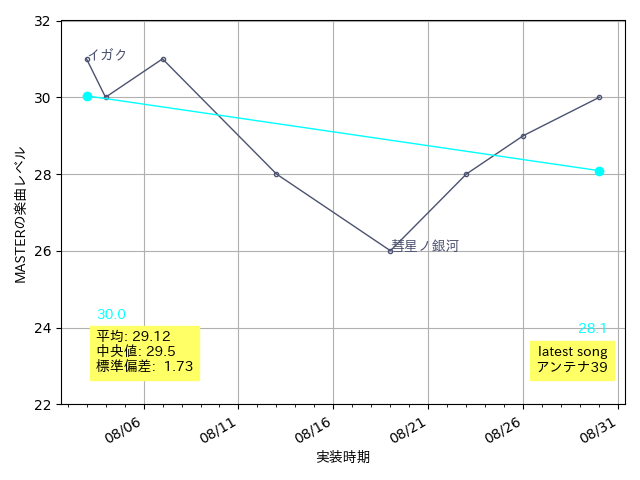 32
30
28
26
24
22
MASTERの楽曲レベル
イガク
彗星ノ銀河
30.0
28.1
平均: 29.12
中央値: 29.5
標準偏差: 1.73
latest song
アンテナ39
08/06
08/11
08/16
08/21
08/26
08/31
実装時期